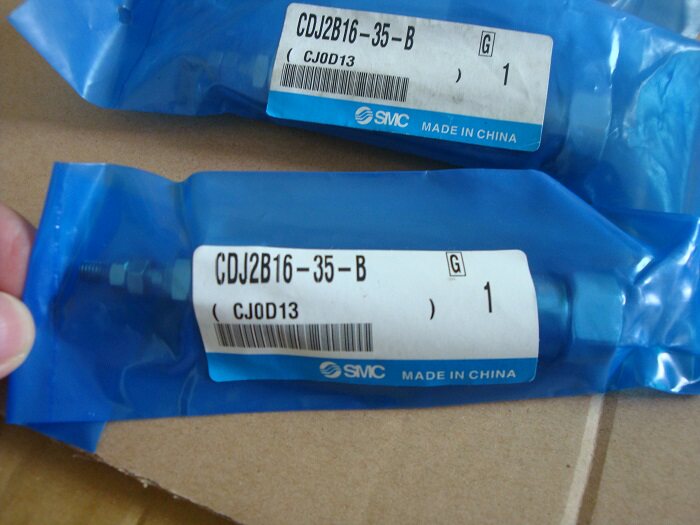 CDJ2B16-35-B G
( CJ0D13 ) 1
SMC MADE IN CHINA
CDJ2B16-35-B G
( CJ0D13 ) 1
SMC MADE IN CHINA